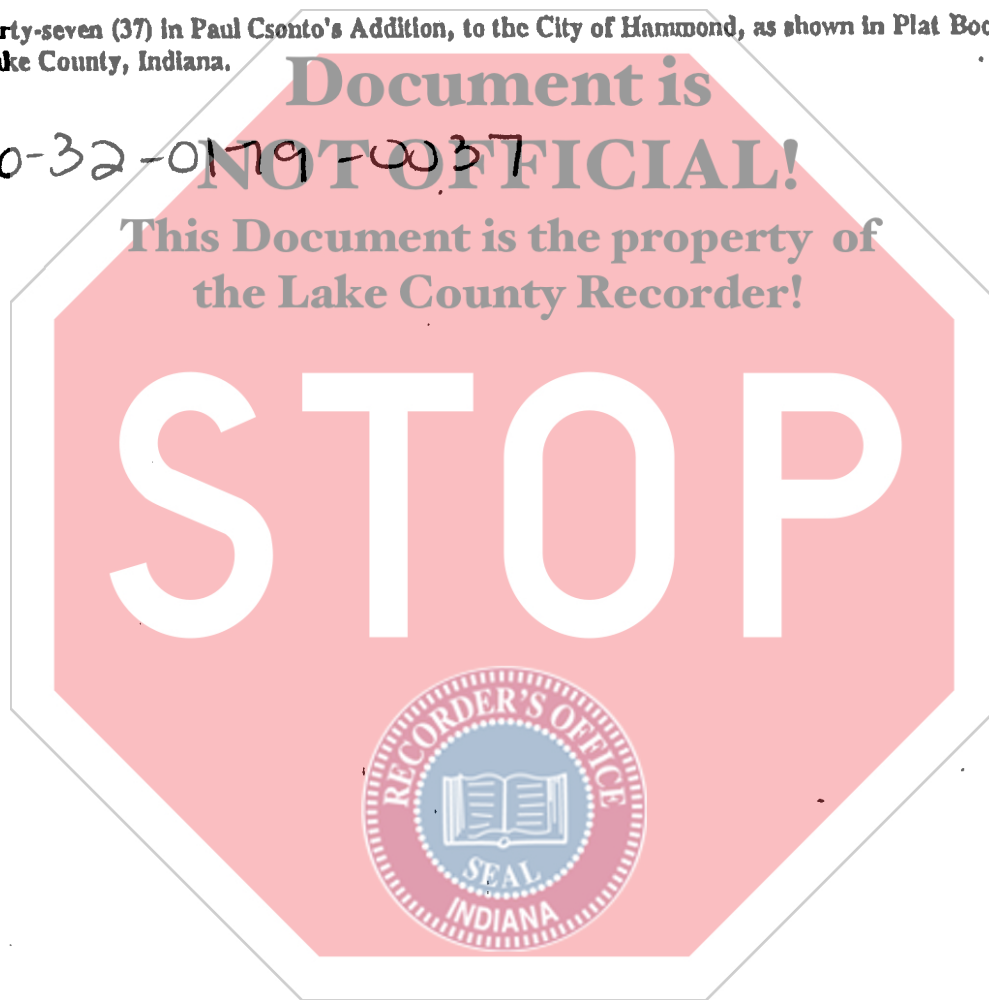 rty-seven (37) in Paul Csonto's Addition, to the City of Hammond, as shown in Plat Boo
ke County, Indiana.
Document is
0-32-0179-0037
NOT OFFICIAL!
This Document is the property of
the Lake County Recorder!
STOP
RECORDER'S OFFICE
SEAL
INDIANA